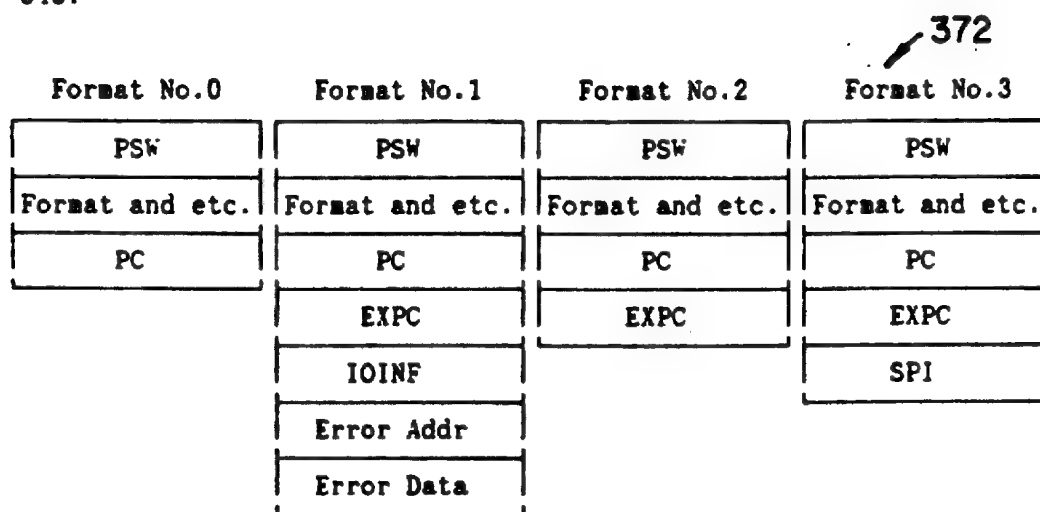 372
Format No.0 Format No.1 Format No.2 Format No.3
PSW PSW PSW PSW
Format and etc. Format and etc. Format and etc. Format and etc.
PC PC PC PC
EXPC EXPC EXPC
IOINF SPI
Error Addr
Error Data